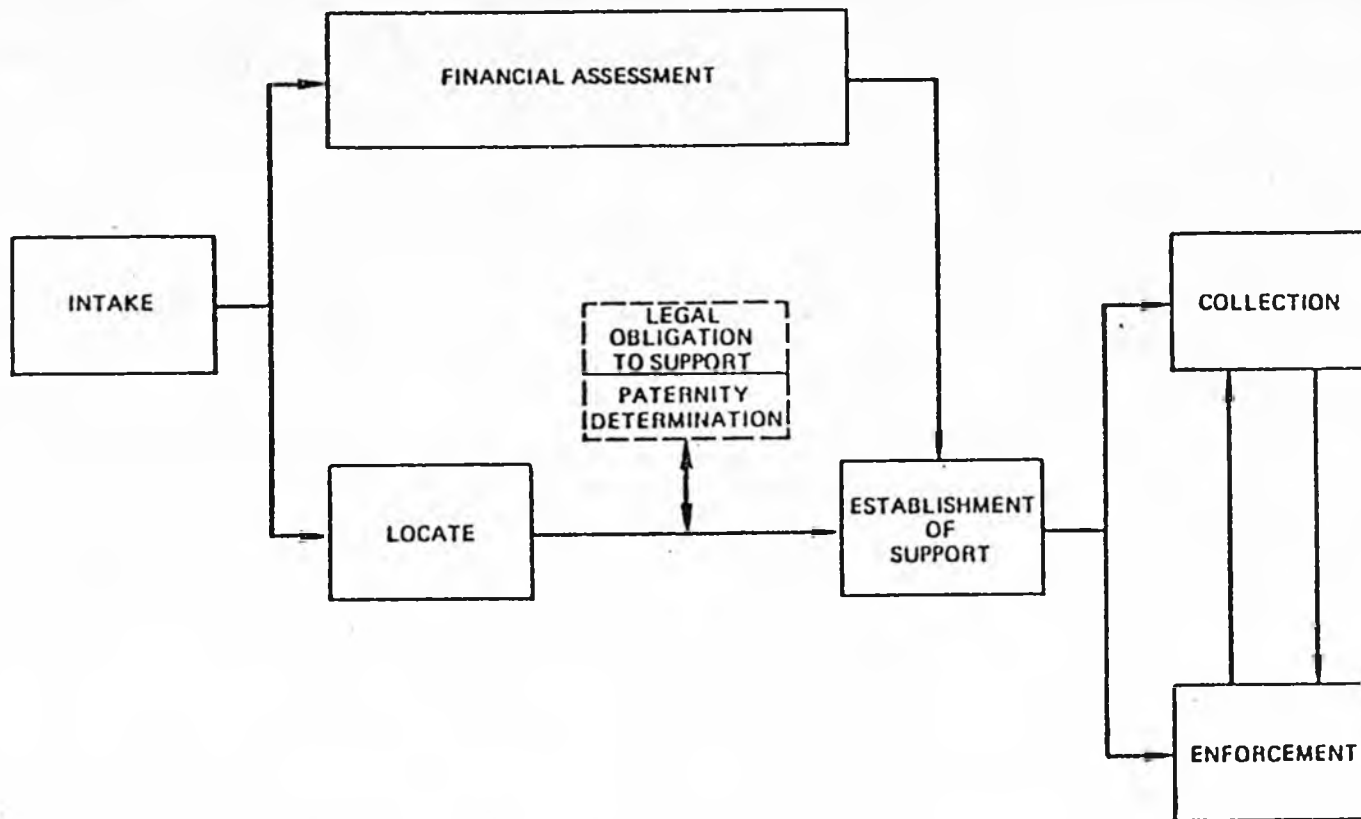 FINANCIAL ASSESSMENT
INTAKE
LEGAL
OBLIGATION
TO SUPPORT
PATERNITY
DETERMINATION
LOCATE
ESTABLISHMENT
OF
SUPPORT
COLLECTION
ENFORCEMENT